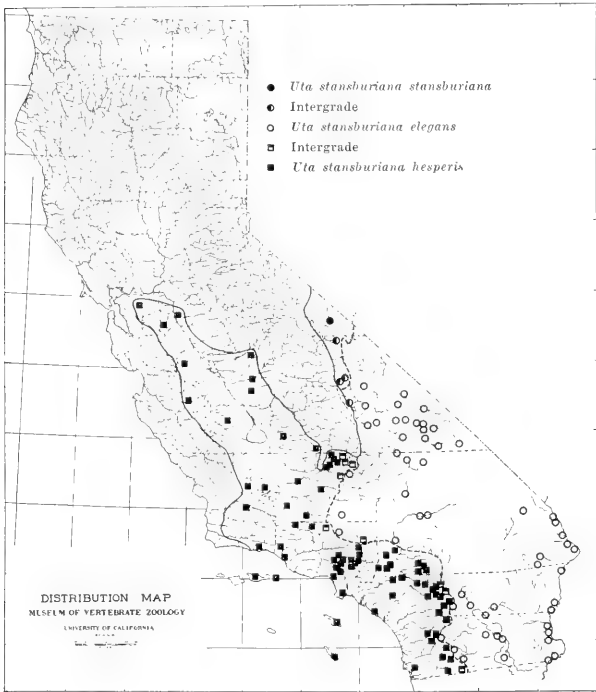 Uta stansburiana stansburiana
Intergrade
Uta stansburiana elegans
Intergrade
Uta stansburiana hesperis
DISTRIBUTION MAP
MUSEUM OF VERTEBRATE ZOOLOGY
UNIVERSITY OF CALIFORNIA